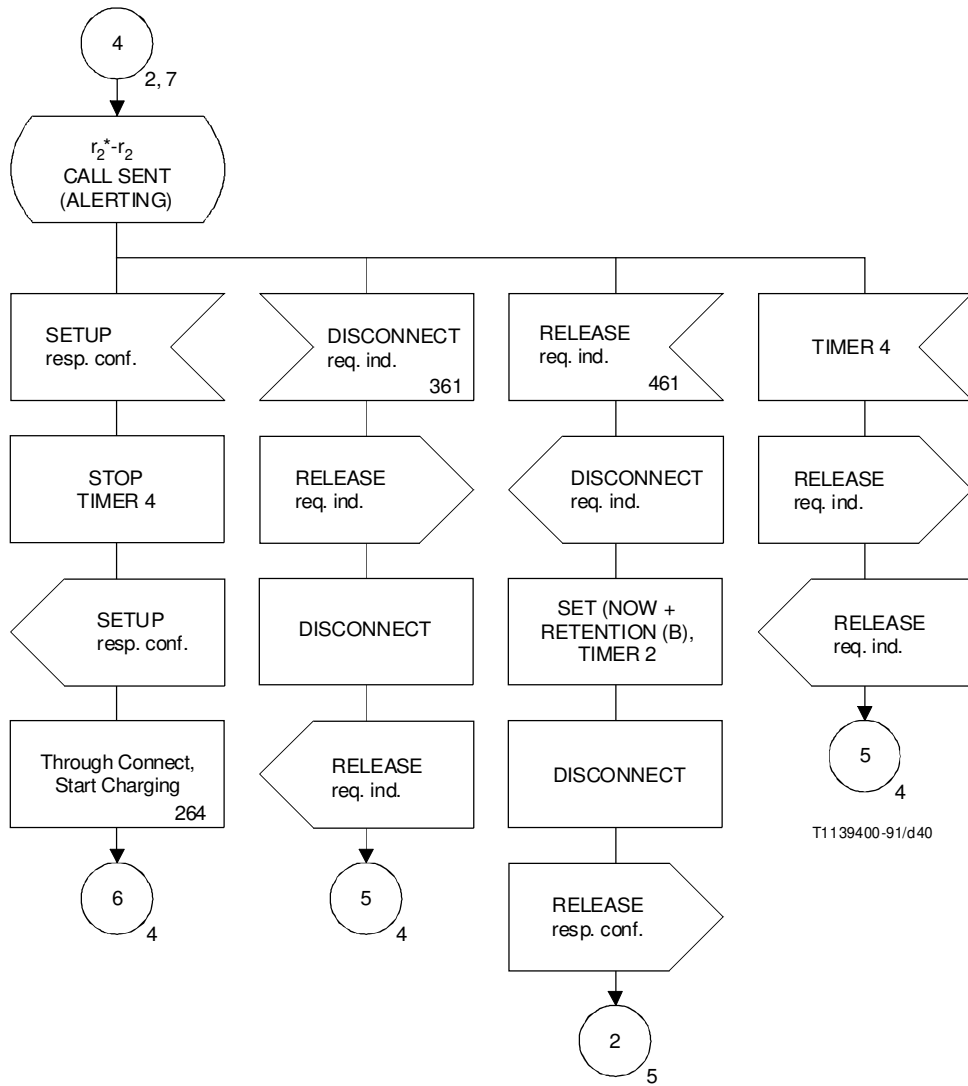 4
2, 7
r2*-r2
CALL SENT
(ALERTING)
SETUP
resp. conf.
STOP
TIMER 4
SETUP
resp. conf.
Through Connect,
Start Charging
264
6
4
DISCONNECT
req. ind.
361
RELEASE
req. ind.
DISCONNECT
RELEASE
req. ind.
5
4
RELEASE
req. ind.
461
DISCONNECT
req. ind.
SET (NOW +
RETENTION (B),
TIMER 2
DISCONNECT
RELEASE
resp. conf.
2
5
TIMER 4
RELEASE
req. ind.
RELEASE
req. ind.
5
4
T1139400-91/d40